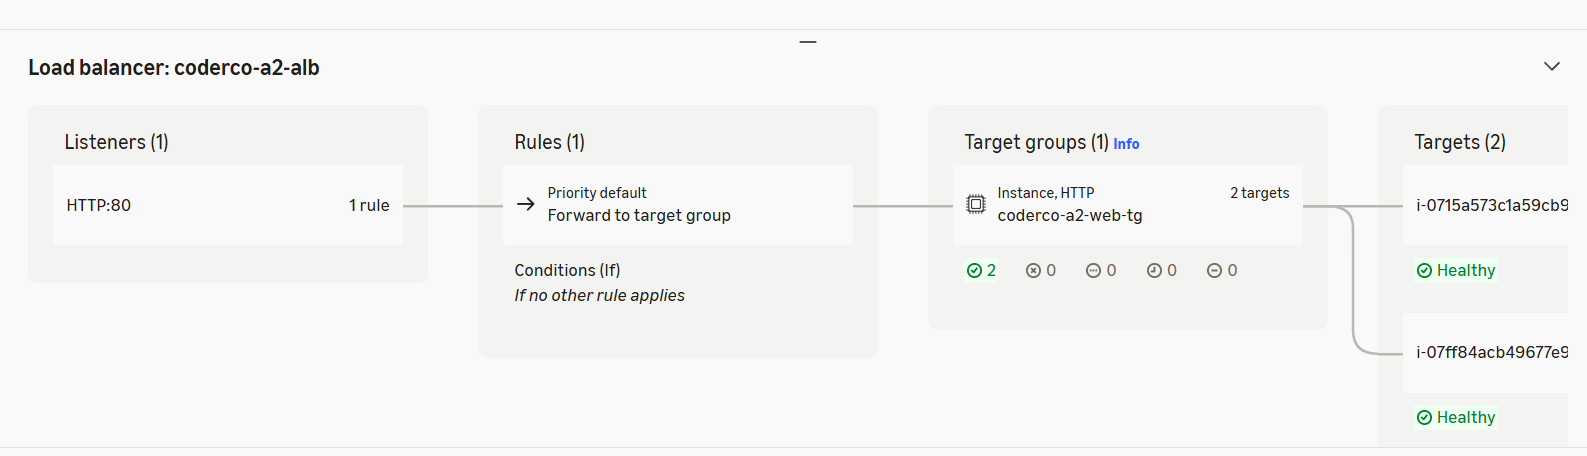 Load balancer: coderco-a2-alb
Listeners (1)
HTTP:80 1 rule
Rules (1)
Priority default
Forward to target group
Conditions (If)
If no other rule applies
Target groups (1) Info
Instance, HTTP 2 targets
coderco-a2-web-tg
2 0 0 0 0
Targets (2)
i-0715a573c1a59cb9
Healthy
i-07ff84acb49677e9
Healthy